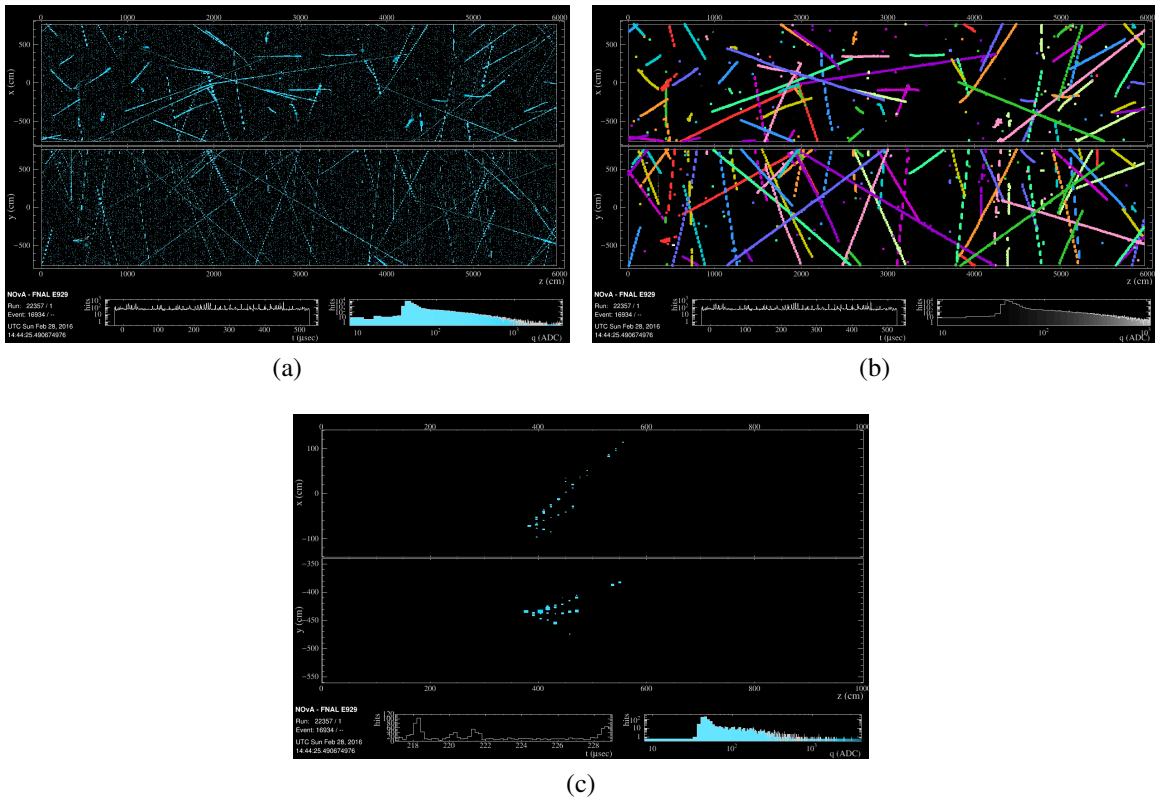 0 1000 2000 3000 4000 5000 6000
x (cm)
500
0
−500
y (cm)
500
0
−500
0 1000 2000 3000 4000 5000 6000
z (cm)
NOvA - FNAL E929
Run: 22357 / 1
Event: 16934 / --
UTC Sun Feb 28, 2016
14:44:25.490674976
hits
0 100 200 300 400 500
t (μsec)
hits
10 10² 10³
q (ADC)
(a)
0 1000 2000 3000 4000 5000 6000
x (cm)
500
0
−500
y (cm)
500
0
−500
0 1000 2000 3000 4000 5000 6000
z (cm)
NOvA - FNAL E929
Run: 22357 / 1
Event: 16934 / --
UTC Sun Feb 28, 2016
14:44:25.490674976
hits
0 100 200 300 400 500
t (μsec)
hits
10 10² 10³
q (ADC)
(b)
0 200 400 600 800 1000
x (cm)
100
0
−100
y (cm)
−350
−400
−450
−500
−550
0 200 400 600 800 1000
z (cm)
NOvA - FNAL E929
Run: 22357 / 1
Event: 16934 / --
UTC Sun Feb 28, 2016
14:44:25.490674976
hits
218 220 222 224 226 228
t (μsec)
hits
10²
10
1
10 10² 10³
q (ADC)
(c)